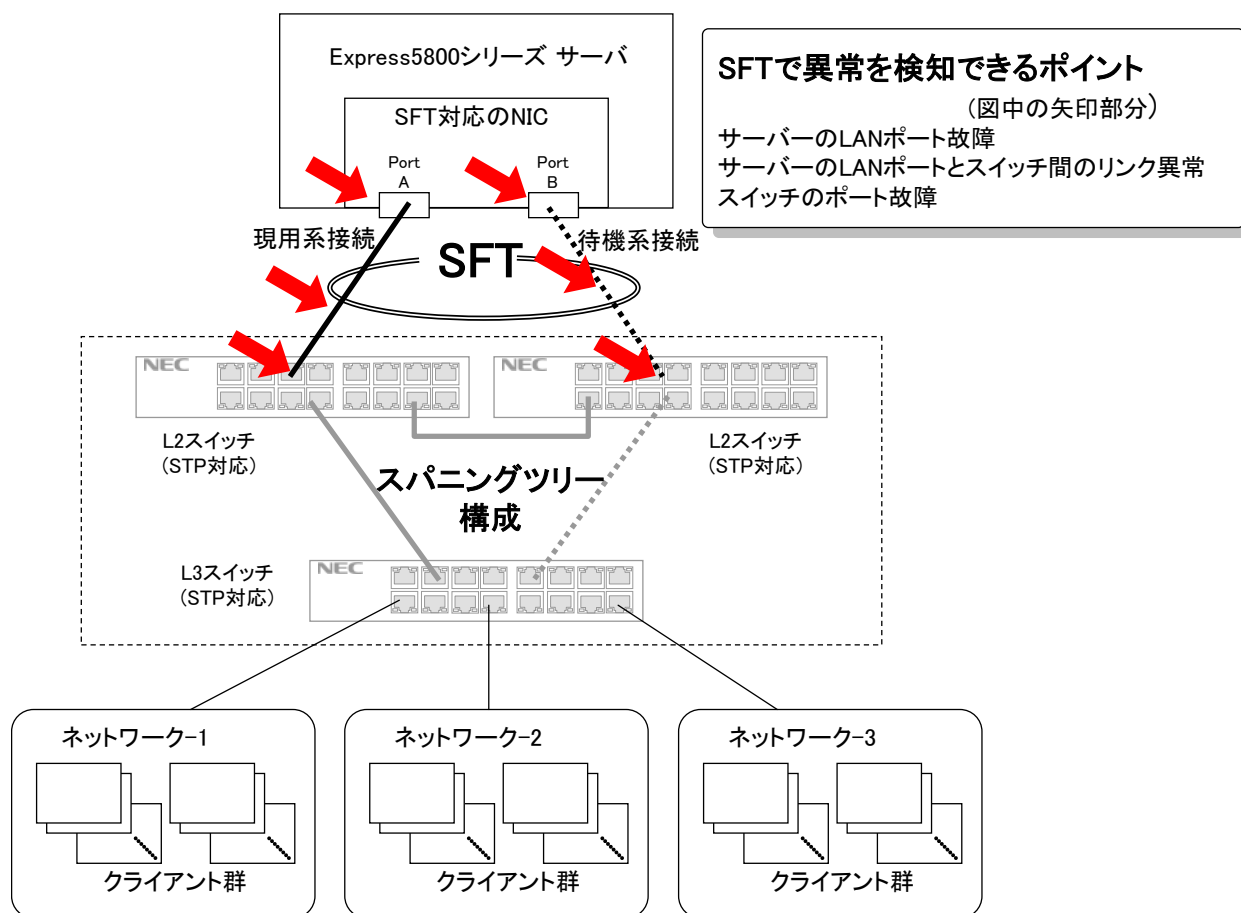 Express5800シリーズ サーバ
SFT対応のNIC
Port
A
Port
B
SFTで異常を検知できるポイント
(図中の矢印部分)
サーバーのLANポート故障
サーバーのLANポートとスイッチ間のリンク異常
スイッチのポート故障
現用系接続
SFT
待機系接続
NEC
NEC
L2スイッチ
(STP対応)
L2スイッチ
(STP対応)
スパニングツリー
構成
L3スイッチ
(STP対応)
NEC
ネットワーク-1
クライアント群
ネットワーク-2
クライアント群
ネットワーク-3
クライアント群